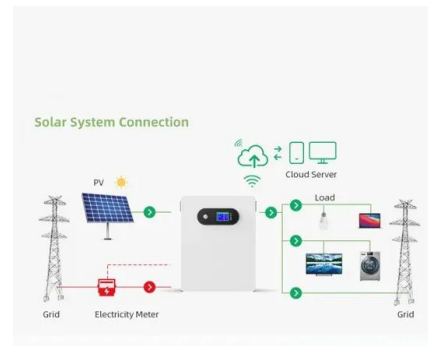 Solar System Connection
Cloud Server
PV
Load
Grid
Electricity Meter
Grid